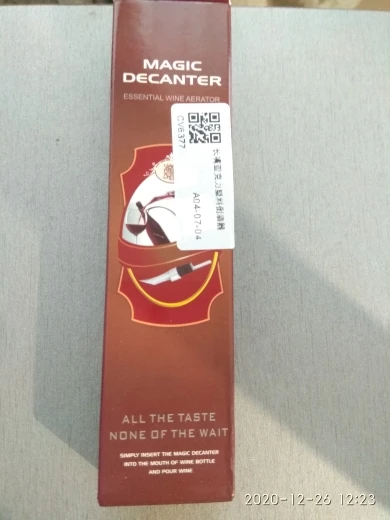 MAGIC
DECANTER
ESSENTIAL WINE AERATOR
CV6377
A04-07-04
ALL THE TASTE
NONE OF THE WAIT
SIMPLY INSERT THE MAGIC DECANTER
INTO THE MOUTH OF WINE BOTTLE
AND POUR WINE
2020-12-26 12:23